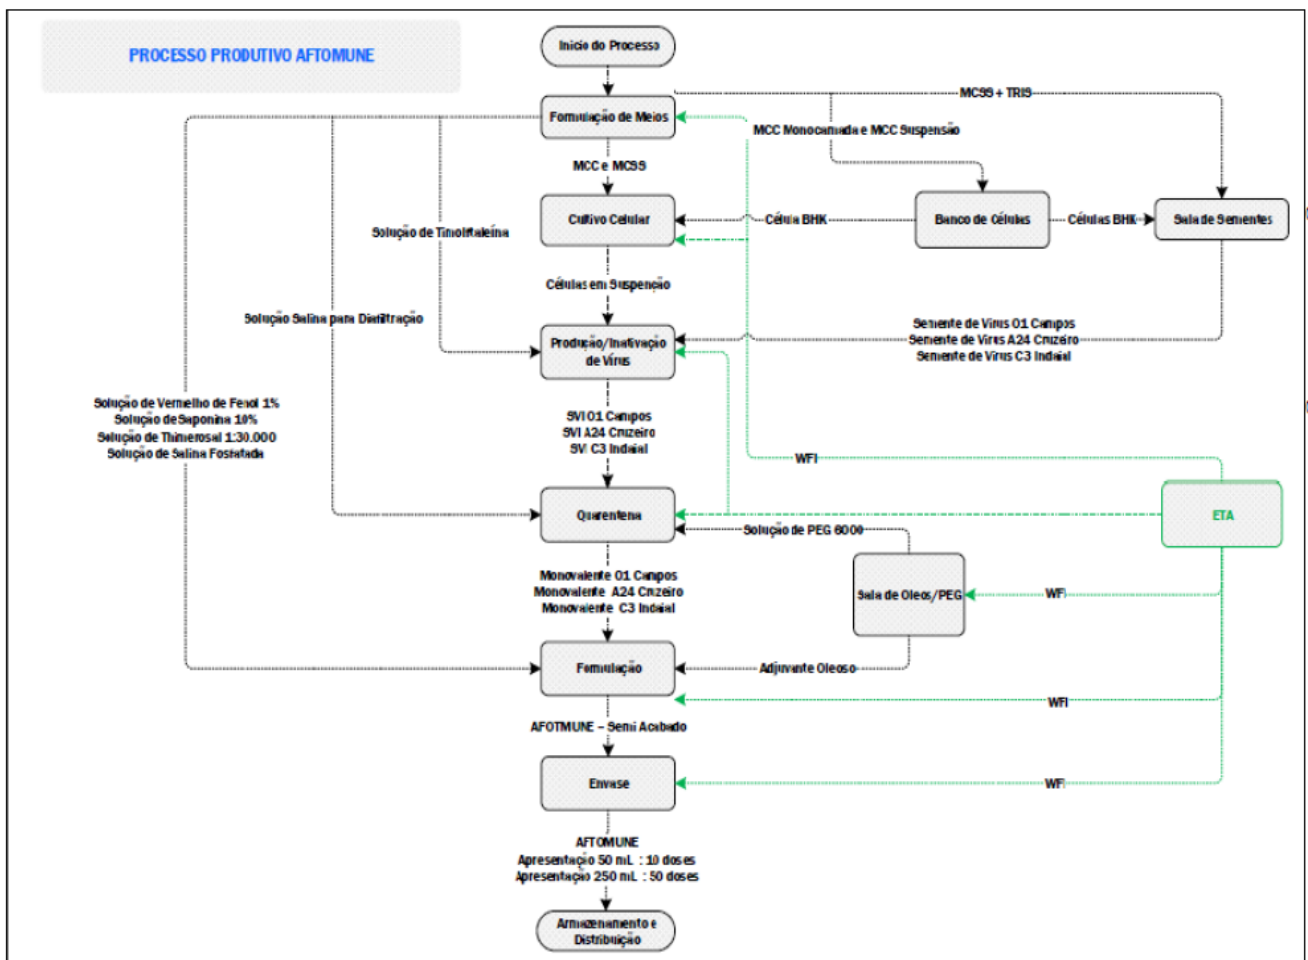 PROCESSO PRODUTIVO AFTOMUNE
Início do Processo
MCSS + TRIS
Formulação de Meios
MCC Monocamada e MCC Suspensão
MCC e MCSS
Cultivo Celular
Célula BHK
Banco de Células
Células BHK
Sala de Sementes
Solução de Timolftaleína
Células em Suspenção
Solução Salina para Diafiltração
Semente de Vírus O1 Campos
Semente de Vírus A24 Cruzeiro
Semente de Vírus C3 Indaial
Produção/Inativação
de Vírus
Solução de Vermelho de Fenol 1%
Solução de Saponina 10%
Solução de Thimerosal 1:30.000
Solução de Salina Fosfatada
SVI O1 Campos
SVI A24 Cruzeiro
SVI C3 Indaial
WFI
Quarentena
ETA
Solução de PEG 6000
Monovalente O1 Campos
Monovalente A24 Cruzeiro
Monovalente C3 Indaial
Sala de Óleos/PEG
WFI
Formulação
Adjuvante Oleoso
WFI
AFOTMUNE – Semi Acabado
Envase
WFI
AFTOMUNE
Apresentação 50 mL : 10 doses
Apresentação 250 mL : 50 doses
Armazenamento e
Distribuição